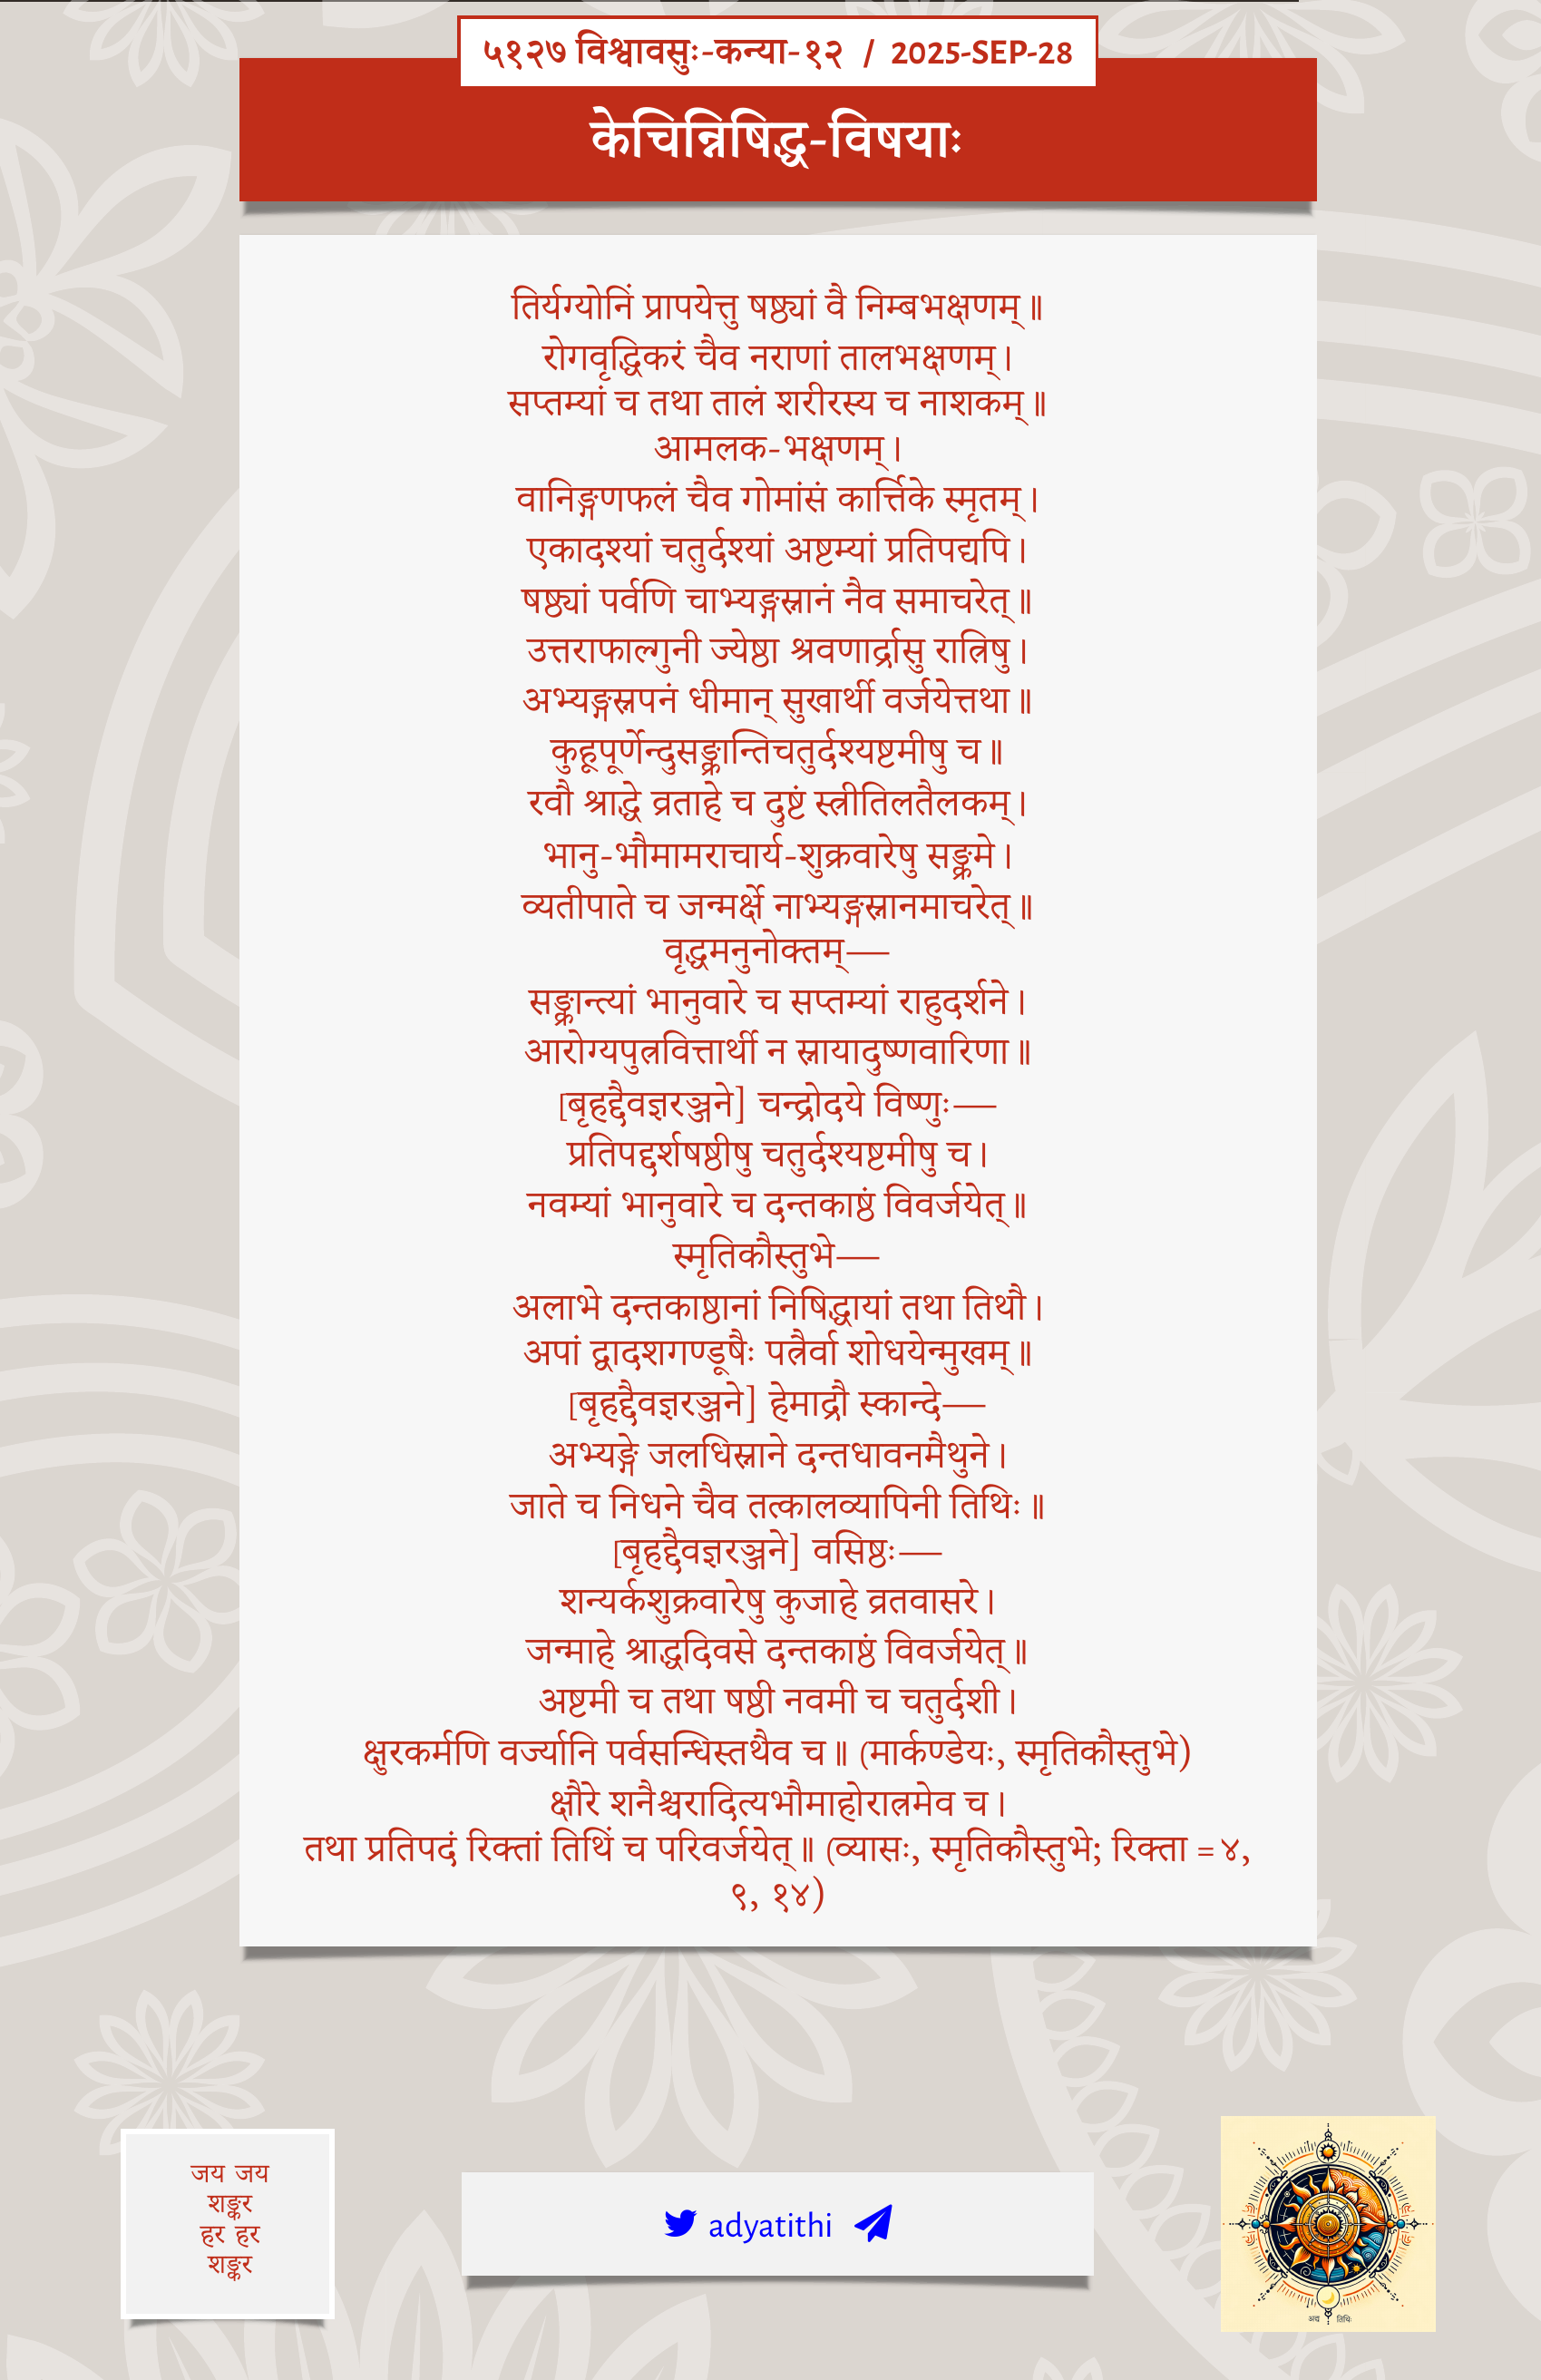 ५१२७ विश्वावसुः-कन्या-१२ / 2025-SEP-28
केचिन्निषिद्ध-विषयाः
तिर्यग्योनिं प्रापयेत्तु षष्ठ्यां वै निम्बभक्षणम्॥
रोगवृद्धिकरं चैव नराणां तालभक्षणम्।
सप्तम्यां च तथा तालं शरीरस्य च नाशकम्॥
आमलक-भक्षणम्।
वानिङ्गणफलं चैव गोमांसं कार्त्तिके स्मृतम्।
एकादश्यां चतुर्दश्यां अष्टम्यां प्रतिपद्यपि।
षष्ठ्यां पर्वणि चाभ्यङ्गस्नानं नैव समाचरेत्॥
उत्तराफाल्गुनी ज्येष्ठा श्रवणार्द्रासु रात्रिषु।
अभ्यङ्गस्नपनं धीमान् सुखार्थी वर्जयेत्तथा॥
कुहूपूर्णेन्दुसङ्क्रान्तिचतुर्दश्यष्टमीषु च॥
रवौ श्राद्धे व्रताहे च दुष्टं स्त्रीतिलतैलकम्।
भानु-भौमामराचार्य-शुक्रवारेषु सङ्क्रमे।
व्यतीपाते च जन्मर्क्षे नाभ्यङ्गस्नानमाचरेत्॥
वृद्धमनुनोक्तम्—
सङ्क्रान्त्यां भानुवारे च सप्तम्यां राहुदर्शने।
आरोग्यपुत्रवित्तार्थी न स्नायादुष्णवारिणा॥
[बृहद्दैवज्ञरञ्जने] चन्द्रोदये विष्णुः—
प्रतिपद्दर्शषष्ठीषु चतुर्दश्यष्टमीषु च।
नवम्यां भानुवारे च दन्तकाष्ठं विवर्जयेत्॥
स्मृतिकौस्तुभे—
अलाभे दन्तकाष्ठानां निषिद्धायां तथा तिथौ।
अपां द्वादशगण्डूषैः पत्रैर्वा शोधयेन्मुखम्॥
[बृहद्दैवज्ञरञ्जने] हेमाद्रौ स्कान्दे—
अभ्यङ्गे जलधिस्नाने दन्तधावनमैथुने।
जाते च निधने चैव तत्कालव्यापिनी तिथिः॥
[बृहद्दैवज्ञरञ्जने] वसिष्ठः—
शन्यर्कशुक्रवारेषु कुजाहे व्रतवासरे।
जन्माहे श्राद्धदिवसे दन्तकाष्ठं विवर्जयेत्॥
अष्टमी च तथा षष्ठी नवमी च चतुर्दशी।
क्षुरकर्मणि वर्ज्यानि पर्वसन्धिस्तथैव च॥ (मार्कण्डेयः, स्मृतिकौस्तुभे)
क्षौरे शनैश्चरादित्यभौमाहोरात्रमेव च।
तथा प्रतिपदं रिक्तां तिथिं च परिवर्जयेत्॥ (व्यासः, स्मृतिकौस्तुभे; रिक्ता = ४,
९, १४)
जय जय
शङ्कर
हर हर
शङ्कर
adyatithi
अद्य तिथिः